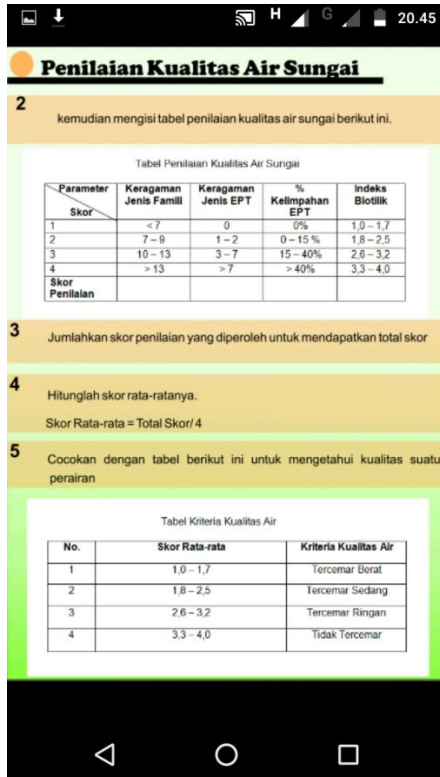 H G 20.45
Penilaian Kualitas Air Sungai
2
kemudian mengisi tabel penilaian kualitas air sungai berikut ini.
Tabel Penilaian Kualitas Air Sungai
Parameter Skor | Keragaman Jenis Famili | Keragaman Jenis EPT | % Kelimpahan EPT | Indeks Biotilik
1 | <7 | 0 | 0% | 1,0 – 1,7
2 | 7 – 9 | 1 – 2 | 0 – 15 % | 1,8 – 2,5
3 | 10 – 13 | 3 – 7 | 15 – 40% | 2,6 – 3,2
4 | > 13 | > 7 | > 40% | 3,3 – 4,0
Skor Penilaian
3
Jumlahkan skor penilaian yang diperoleh untuk mendapatkan total skor
4
Hitunglah skor rata-ratanya.
Skor Rata-rata = Total Skor/ 4
5
Cocokan dengan tabel berikut ini untuk mengetahui kualitas suatu
perairan
Tabel Kriteria Kualitas Air
No. | Skor Rata-rata | Kriteria Kualitas Air
1 | 1,0 – 1,7 | Tercemar Berat
2 | 1,8 – 2,5 | Tercemar Sedang
3 | 2,6 – 3,2 | Tercemar Ringan
4 | 3,3 – 4,0 | Tidak Tercemar